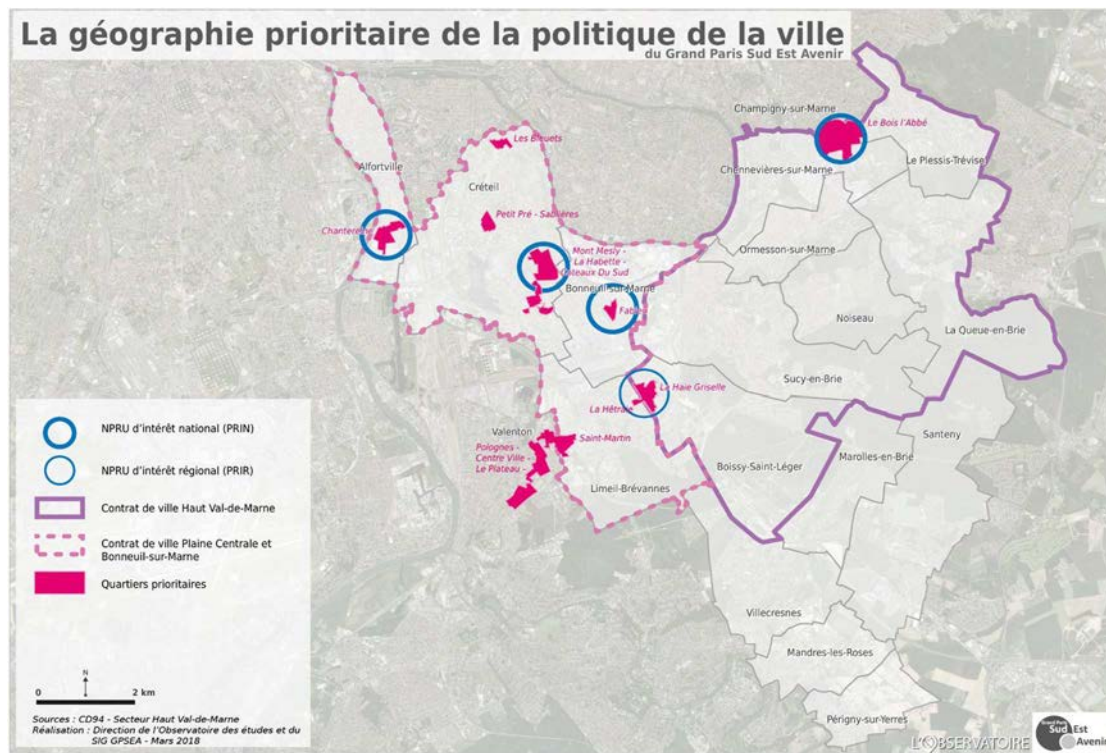 La géographie prioritaire de la politique de la ville
du Grand Paris Sud Est Avenir
Champigny-sur-Marne
Le Bois l'Abbé
Les Bleuets
Alfortville
Chennevières-sur-Marne
Le Plessis-Trévise
Créteil
Petit Pré - Sablières
Chantereine
Mont Mesly -
La Habette -
Coteaux Du Sud
Ormesson-sur-Marne
Bonneuil-sur-Marne
Fabien
Noiseau
La Queue-en-Brie
Sucy-en-Brie
La Haie Griselle
La Hêtraie
Valenton
Saint-Martin
Polognes -
Centre Ville -
Le Plateau -
Santeny
Marolles-en-Brie
Boissy-Saint-Léger
Limeil-Brévannes
Villecresnes
Mandres-les-Roses
Périgny-sur-Yerres
NPRU d'intérêt national (PRIN)
NPRU d'intérêt régional (PRIR)
Contrat de ville Haut Val-de-Marne
Contrat de ville Plaine Centrale et
Bonneuil-sur-Marne
Quartiers prioritaires
N
0 2 km
Sources : CD94 - Secteur Haut Val-de-Marne
Réalisation : Direction de l'Observatoire des études et du
SIG GPSEA - Mars 2018
L'OBSERVATOIRE
Grand Paris
Sud Est
Avenir